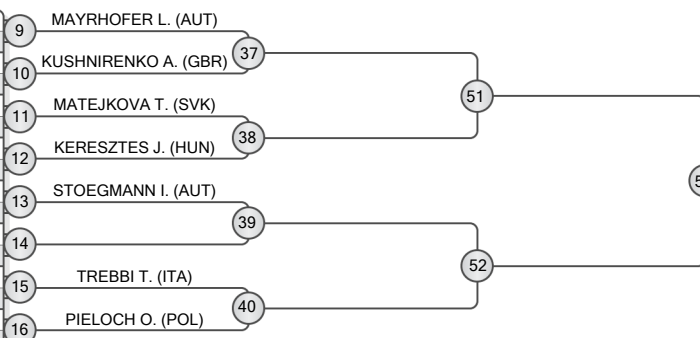 9 MAYRHOFER L. (AUT)
37
10 KUSHNIRENKO A. (GBR)
51
11 MATEJKOVA T. (SVK)
38
12 KERESZTES J. (HUN)
13 STOEGMANN I. (AUT)
39
14
52
15 TREBBI T. (ITA)
40
16 PIELOCH O. (POL)